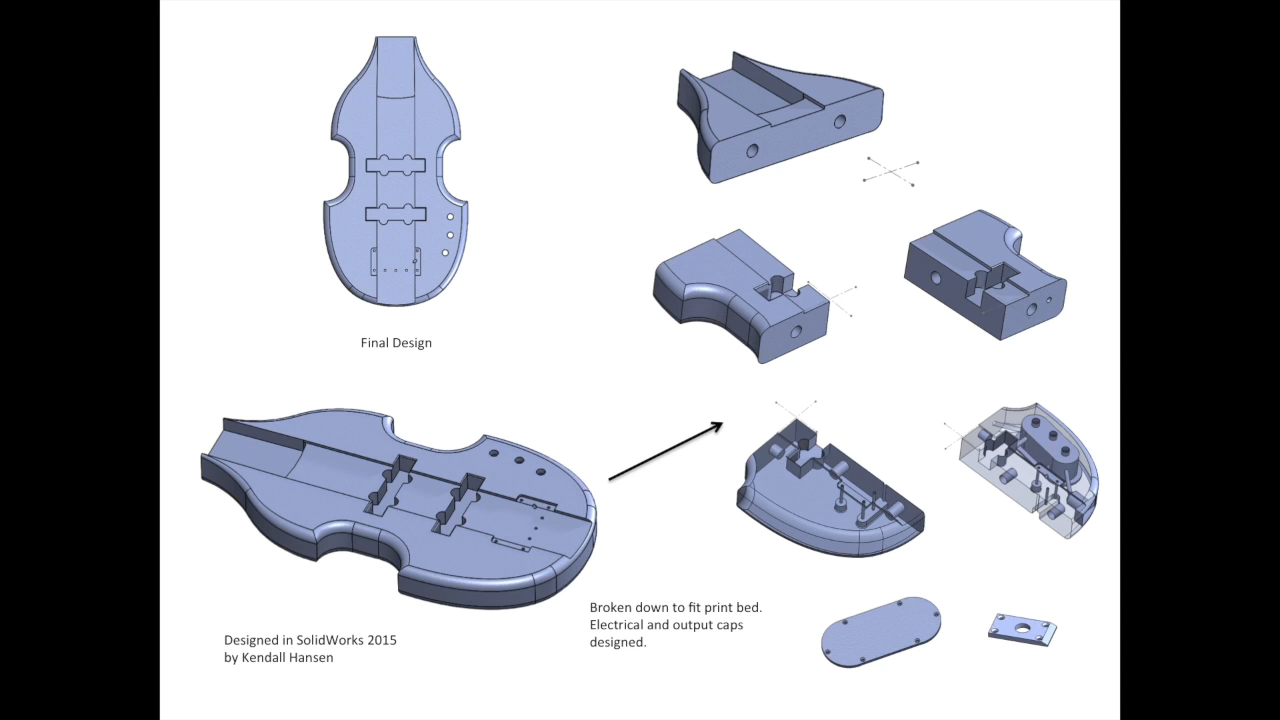 Final Design
Broken down to fit print bed.
Electrical and output caps
designed.
Designed in SolidWorks 2015
by Kendall Hansen